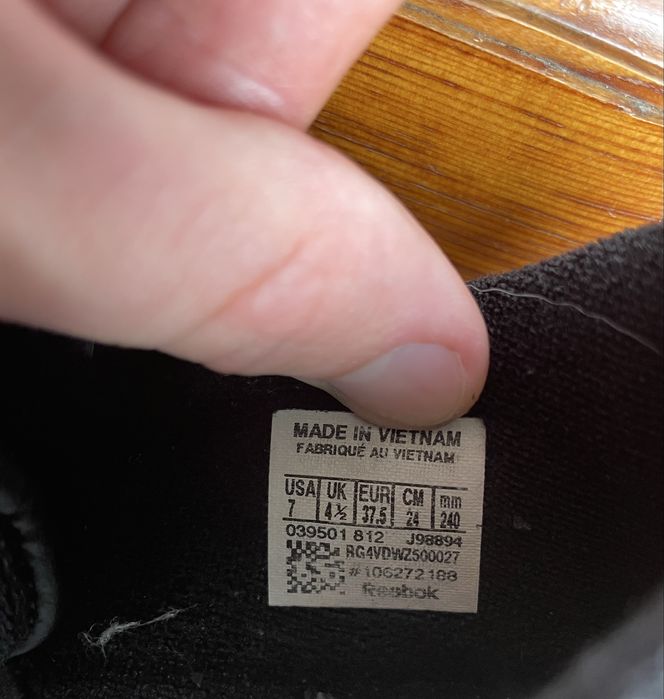 MADE IN VIETNAM
FABRIQUÉ AU VIETNAM
USA UK EUR CM mm
7 4½ 37.5 24 240
039501 812 J98894
RG4VDWZ500027
#106272188
Reebok